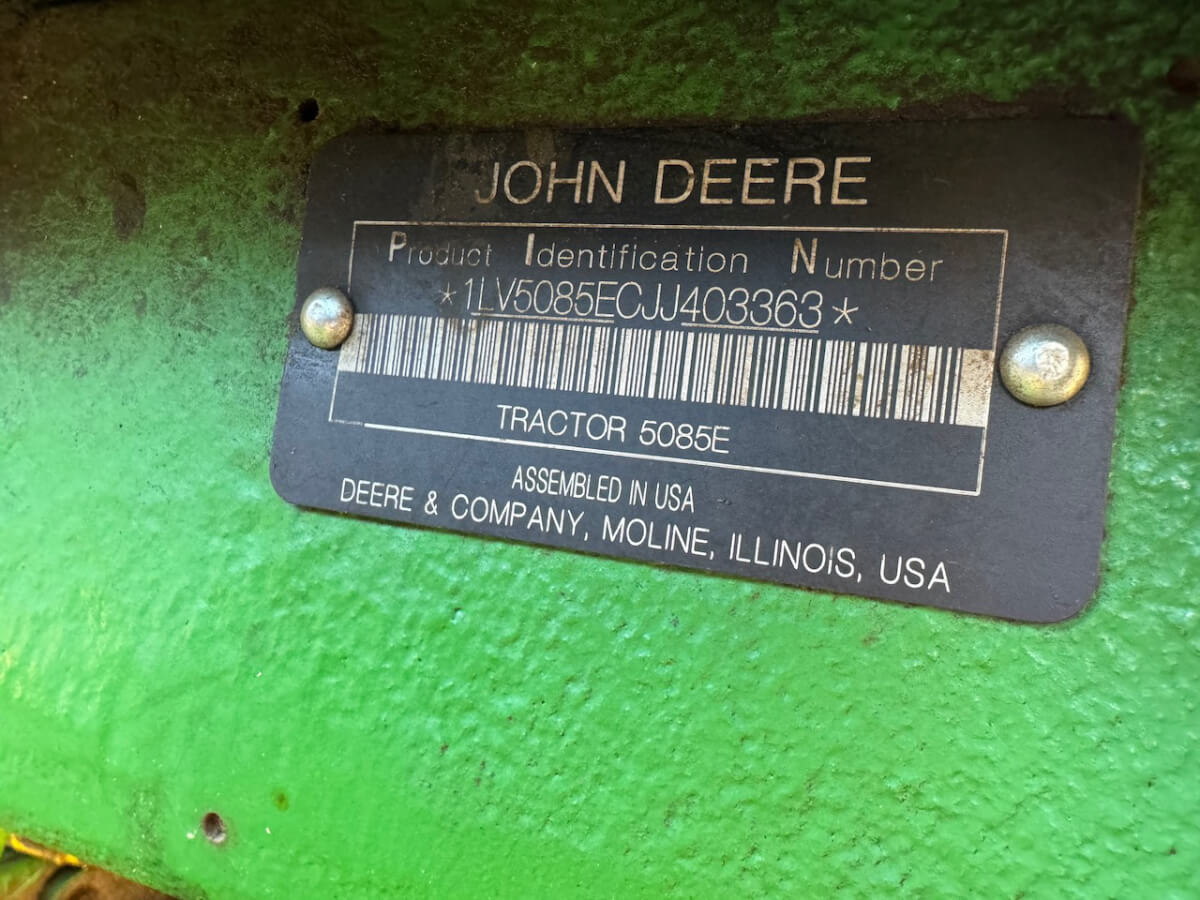 JOHN DEERE
Product Identification Number
*1LV5085ECJJ403363*
TRACTOR 5085E
ASSEMBLED IN USA
DEERE & COMPANY, MOLINE, ILLINOIS, USA